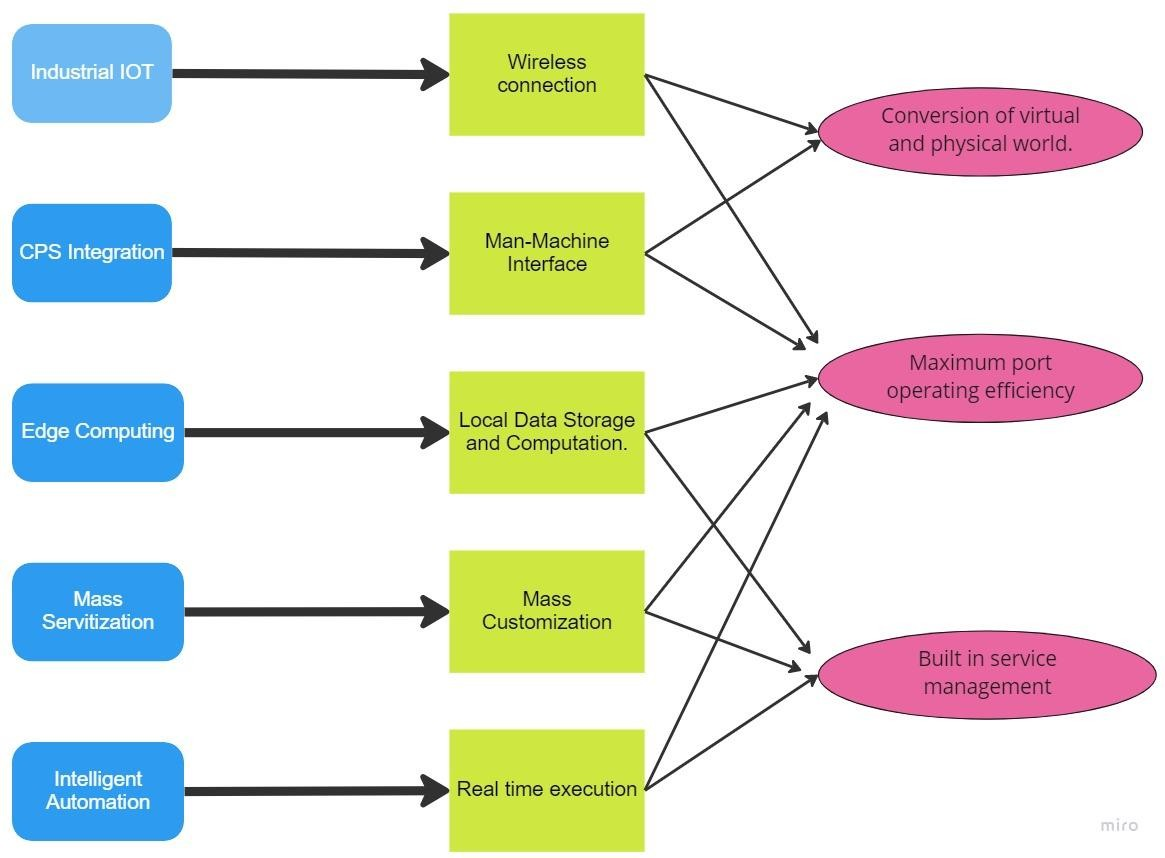 Industrial IOT
Wireless
connection
Conversion of virtual
and physical world.
CPS Integration
Man-Machine
Interface
Maximum port
operating efficiency
Edge Computing
Local Data Storage
and Computation.
Mass
Servitization
Mass
Customization
Built in service
management
Intelligent
Automation
Real time execution
miro